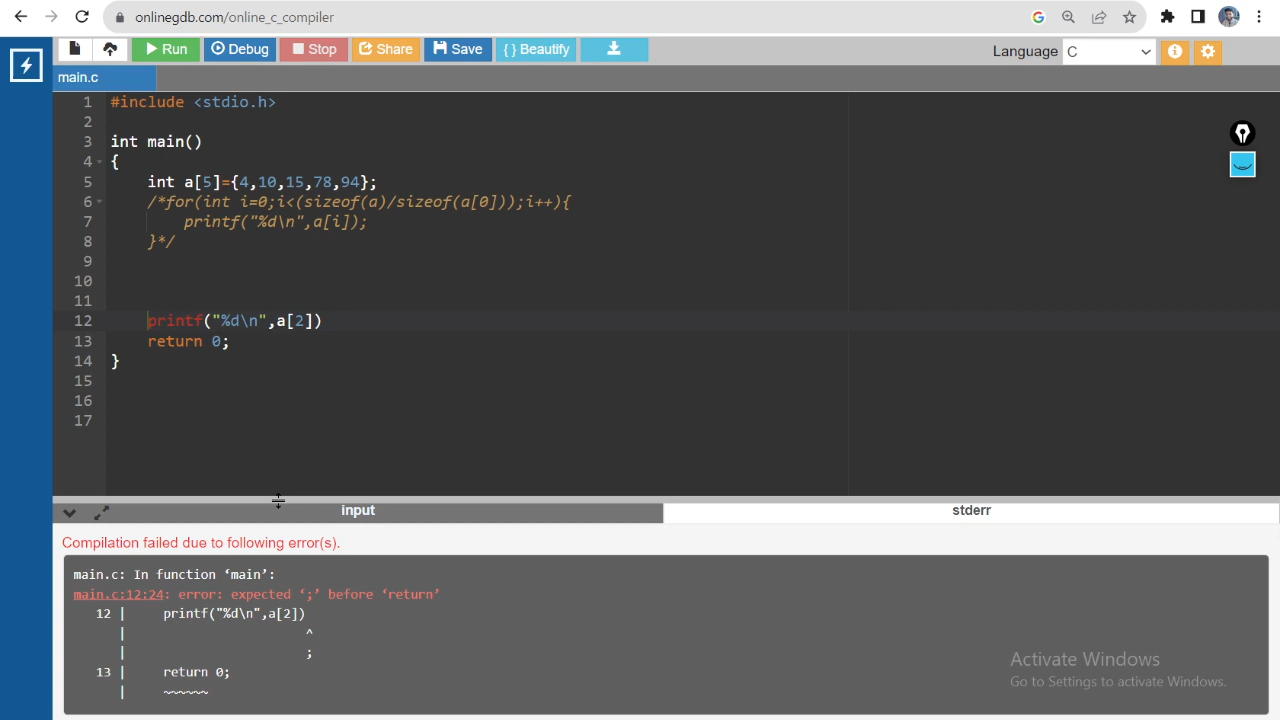 onlinegdb.com/online_c_compiler
Run Debug Stop Share Save { } Beautify
Language C
main.c
1 #include <stdio.h>
2
3 int main()
4 {
5 int a[5]={4,10,15,78,94};
6 /*for(int i=0;i<(sizeof(a)/sizeof(a[0]));i++){
7 printf("%d\n",a[i]);
8 }*/
9
10
11
12 printf("%d\n",a[2])
13 return 0;
14 }
15
16
17
input stderr
Compilation failed due to following error(s).
main.c: In function ‘main’:
main.c:12:24: error: expected ‘;’ before ‘return’
12 | printf("%d\n",a[2])
| ^
| ;
13 | return 0;
| ~~~~~~
Activate Windows
Go to Settings to activate Windows.